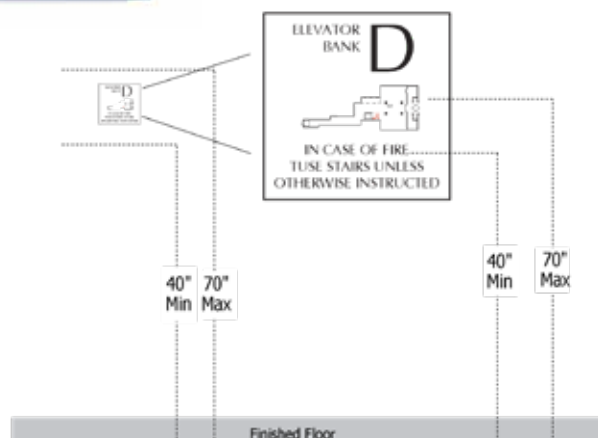 ELEVATOR
BANK D
IN CASE OF FIRE
TUSE STAIRS UNLESS
OTHERWISE INSTRUCTED
D
40" Min
70" Max
40" Min
70" Max
Finished Floor